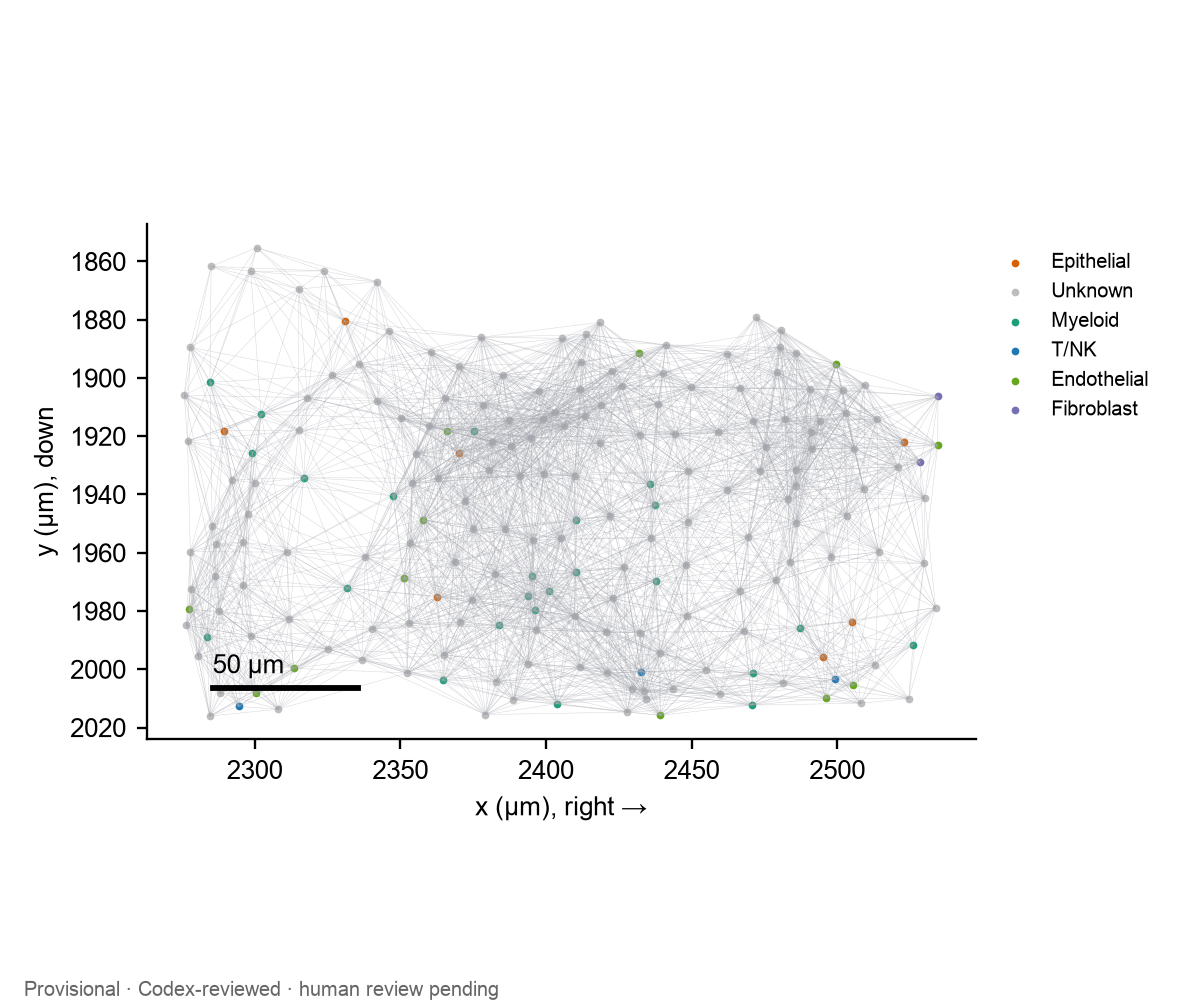 1860
1880
1900
1920
1940
1960
1980
2000
2020
y (µm), down
50 µm
2300
2350
2400
2450
2500
x (µm), right →
Epithelial
Unknown
Myeloid
T/NK
Endothelial
Fibroblast
Provisional · Codex-reviewed · human review pending